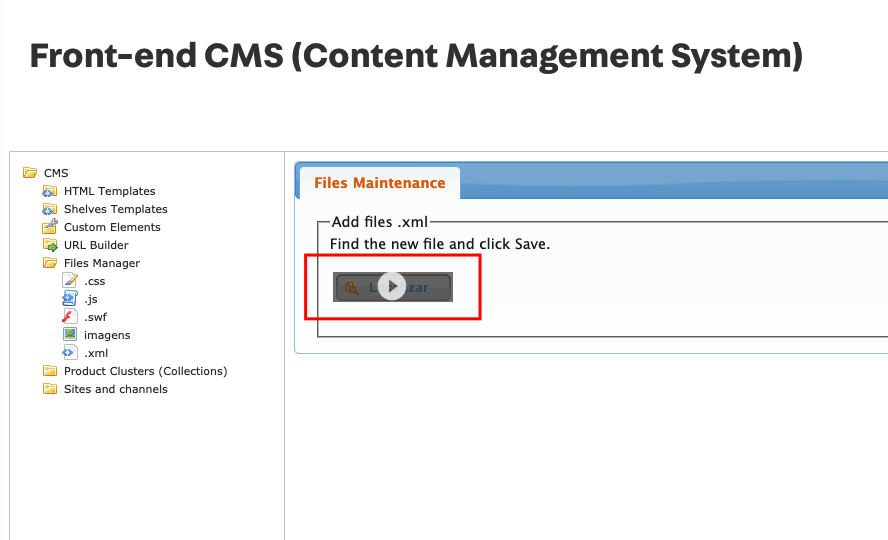 Front-end CMS (Content Management System)
CMS
HTML Templates
Shelves Templates
Custom Elements
URL Builder
Files Manager
.css
.js
.swf
imagens
.xml
Product Clusters (Collections)
Sites and channels
Files Maintenance
Add files .xml
Find the new file and click Save.